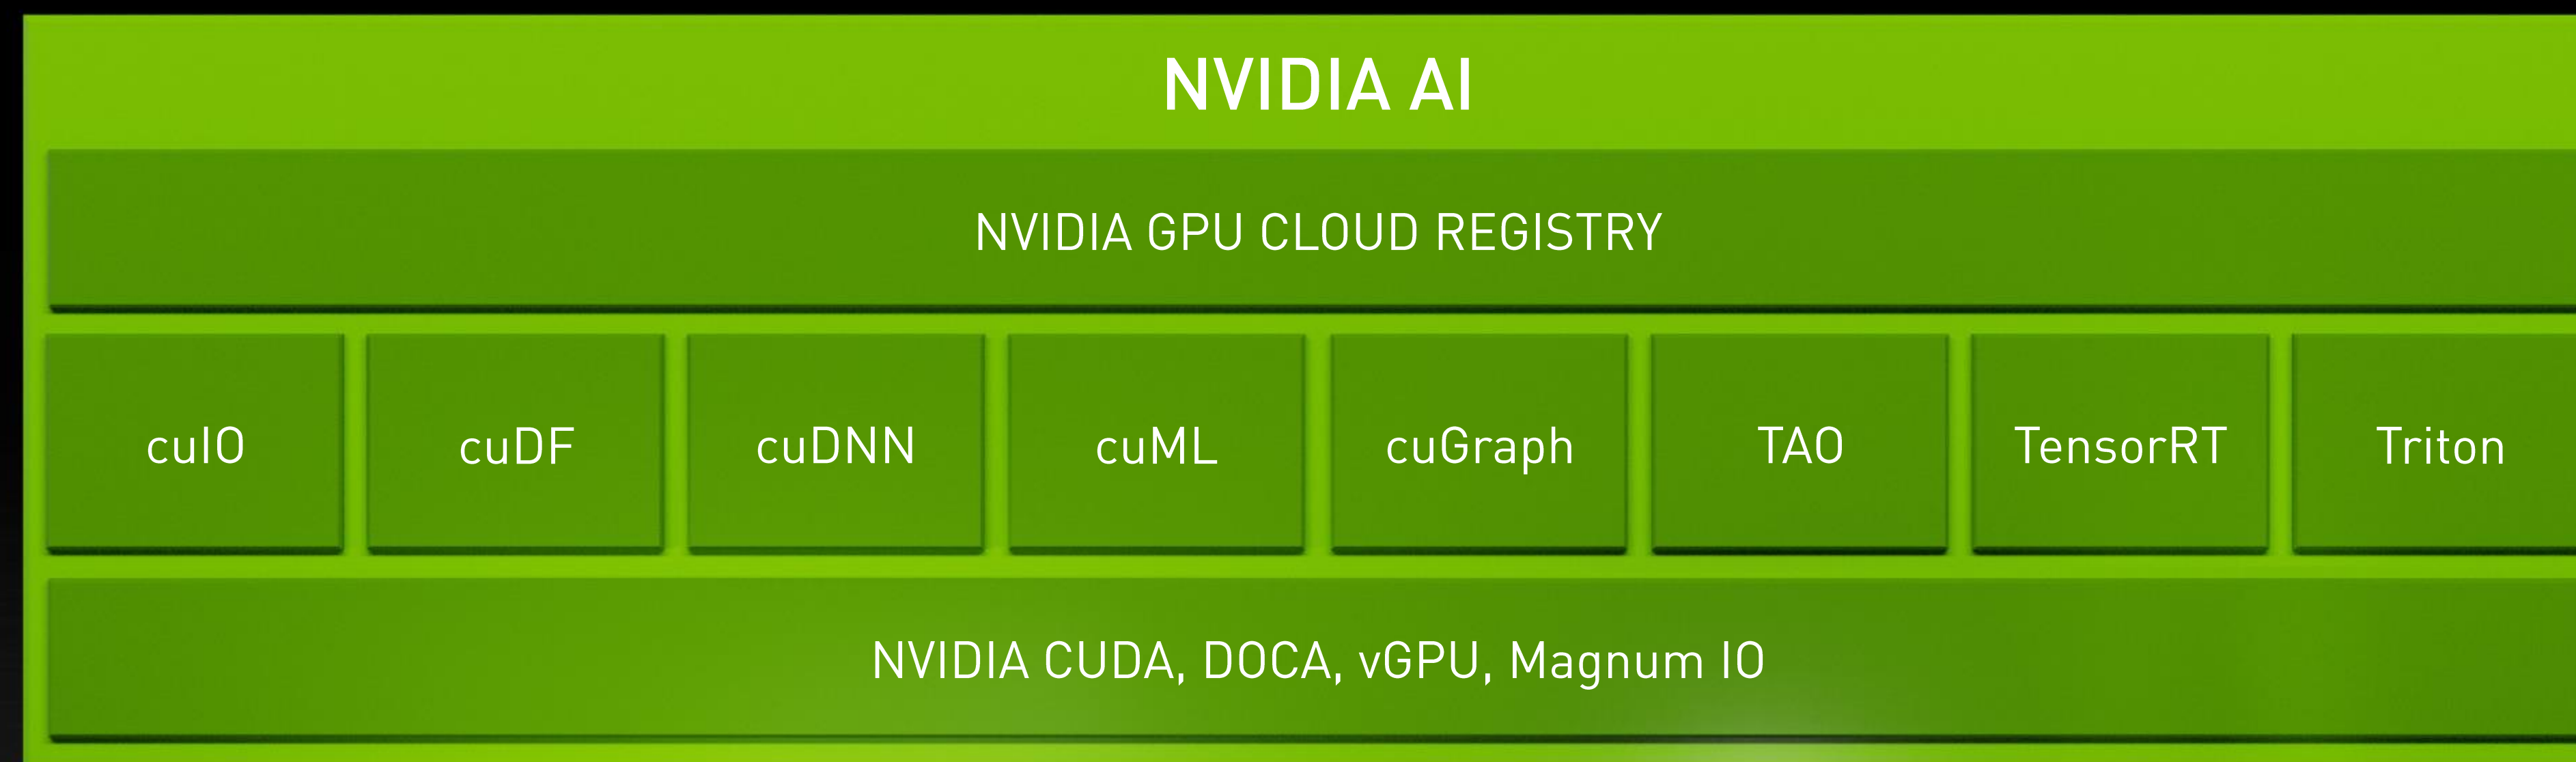 NVIDIA AI
NVIDIA GPU CLOUD REGISTRY
cuIO
cuDF
cuDNN
cuML
cuGraph
TAO
TensorRT
Triton
NVIDIA CUDA, DOCA, vGPU, Magnum IO